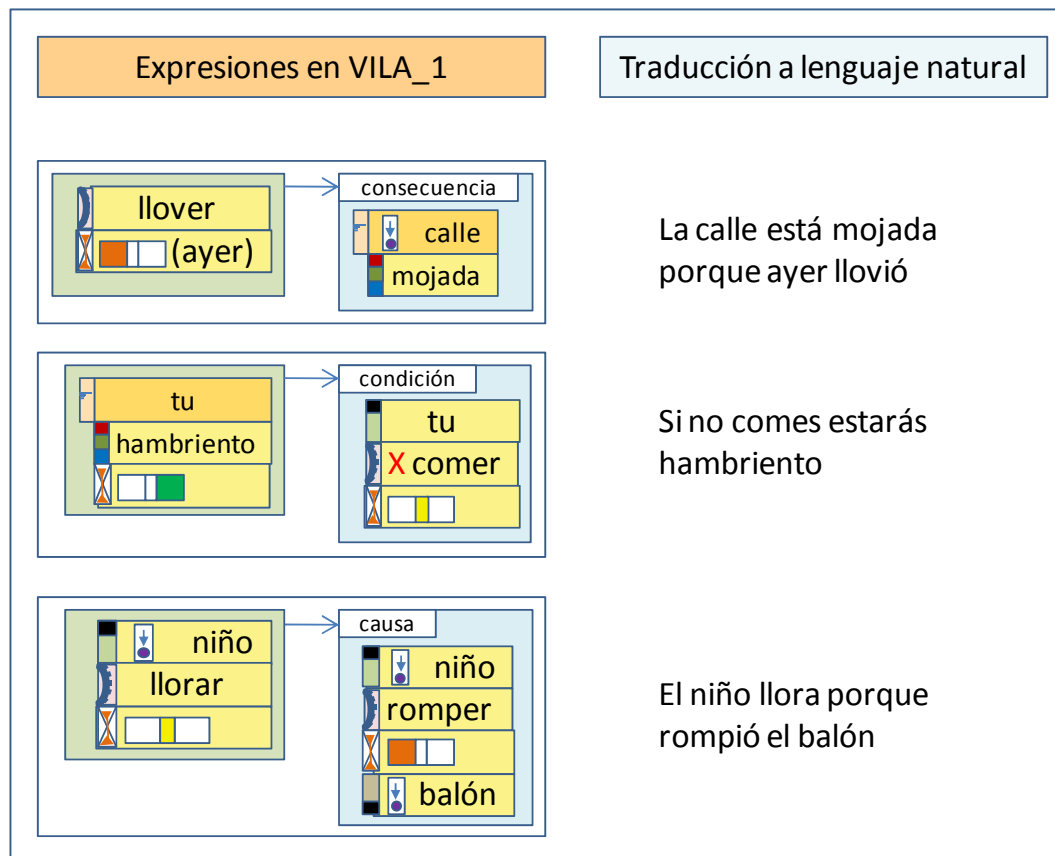 Expresiones en VILA_1
Traducción a lenguaje natural
llover
(ayer)
consecuencia
calle
mojada
La calle está mojada
porque ayer llovió
tu
hambriento
condición
tu
X comer
Si no comes estarás
hambriento
niño
llorar
causa
niño
romper
balón
El niño llora porque
rompió el balón